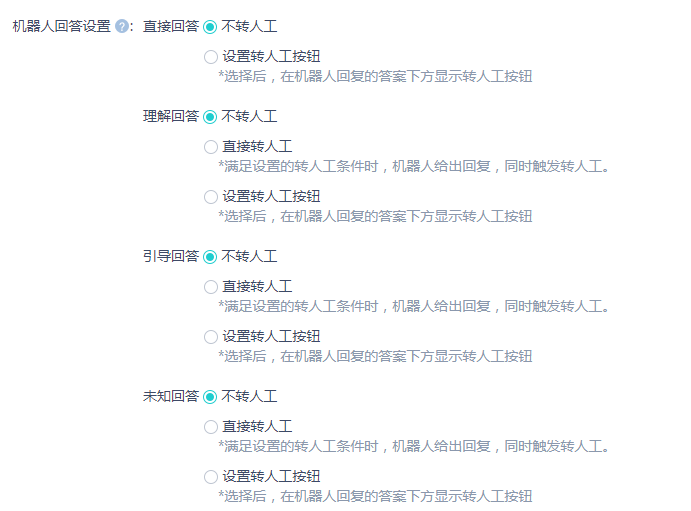 机器人回答设置 ?: 直接回答 不转人工
设置转人工按钮
*选择后，在机器人回复的答案下方显示转人工按钮
理解回答 不转人工
直接转人工
*满足设置的转人工条件时，机器人给出回复，同时触发转人工。
设置转人工按钮
*选择后，在机器人回复的答案下方显示转人工按钮
引导回答 不转人工
直接转人工
*满足设置的转人工条件时，机器人给出回复，同时触发转人工。
设置转人工按钮
*选择后，在机器人回复的答案下方显示转人工按钮
未知回答 不转人工
直接转人工
*满足设置的转人工条件时，机器人给出回复，同时触发转人工。
设置转人工按钮
*选择后，在机器人回复的答案下方显示转人工按钮